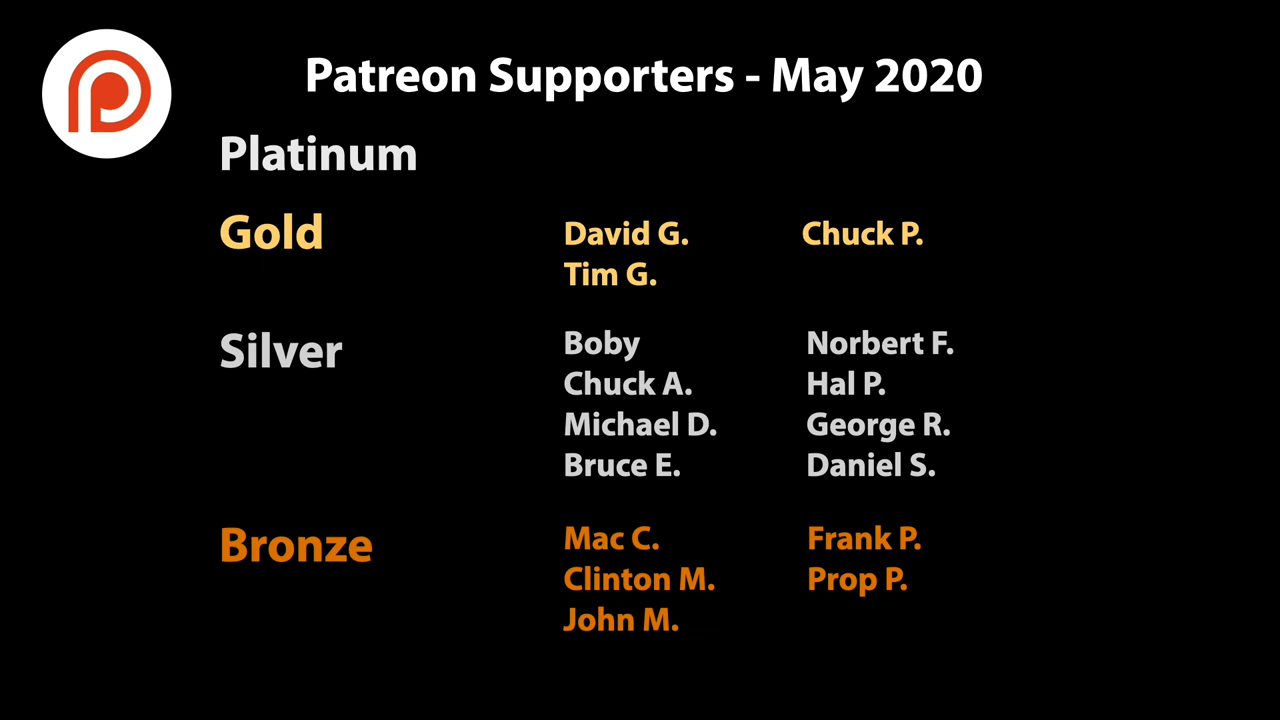 Patreon Supporters - May 2020
Platinum
Gold
David G. Chuck P.
Tim G.
Silver
Boby Norbert F.
Chuck A. Hal P.
Michael D. George R.
Bruce E. Daniel S.
Bronze
Mac C. Frank P.
Clinton M. Prop P.
John M.